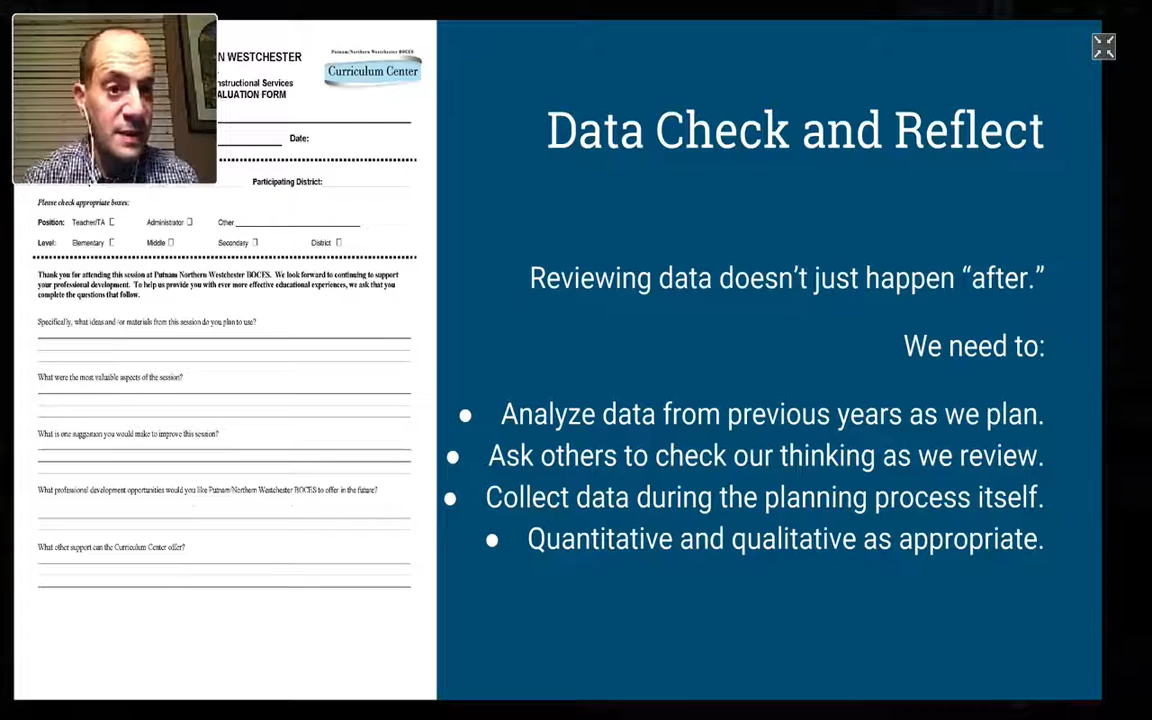 N WESTCHESTER
Putnam/Northern Westchester BOCES
Curriculum Center
nstructional Services
ALUATION FORM
Date:
Participating District:
Please check appropriate boxes:
Position: Teacher/TA Administrator Other
Level: Elementary Middle Secondary District
Thank you for attending this session at Putnam Northern Westchester BOCES. We look forward to continuing to support
your professional development. To help us provide you with ever more effective educational experiences, we ask that you
complete the questions that follow.
Specifically, what ideas and/or materials from this session do you plan to use?
What were the most valuable aspects of the session?
What is one suggestion you would make to improve this session?
What professional development opportunities would you like Putnam/Northern Westchester BOCES to offer in the future?
What other support can the Curriculum Center offer?
Data Check and Reflect
Reviewing data doesn’t just happen “after.”
We need to:
● Analyze data from previous years as we plan.
● Ask others to check our thinking as we review.
● Collect data during the planning process itself.
● Quantitative and qualitative as appropriate.